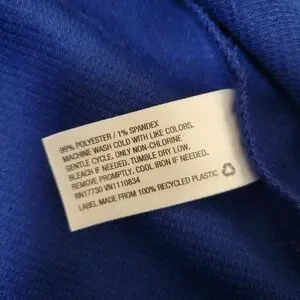 99% POLYESTER / 1% SPANDEX
MACHINE WASH COLD WITH LIKE COLORS.
GENTLE CYCLE. ONLY NON-CHLORINE
BLEACH IF NEEDED. TUMBLE DRY LOW.
REMOVE PROMPTLY. COOL IRON IF NEEDED.
RN17730 VN1110834
LABEL MADE FROM 100% RECYCLED PLASTIC